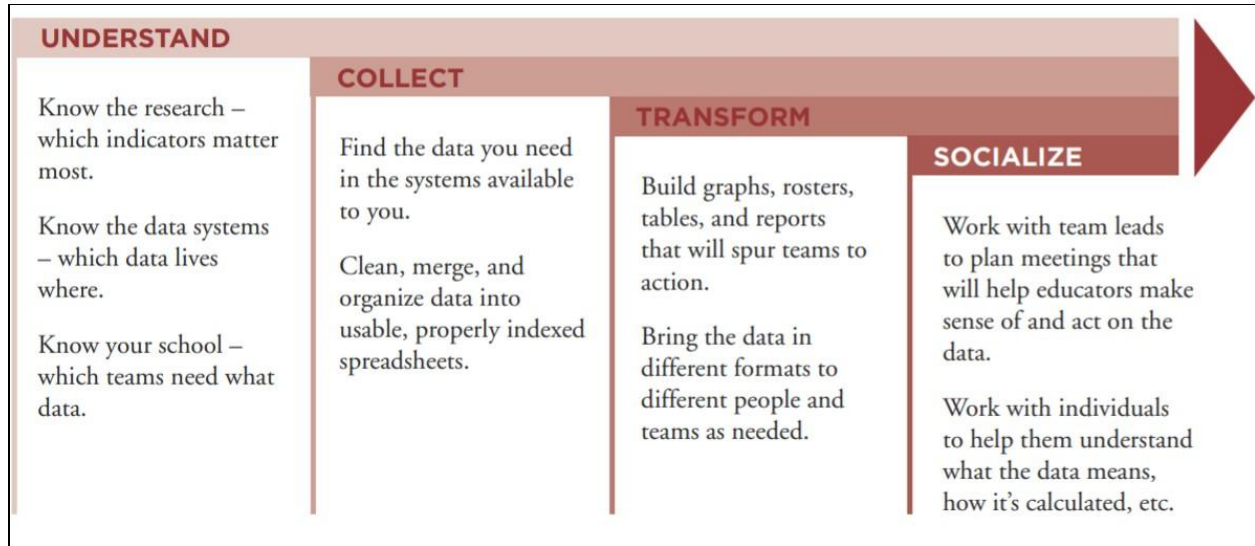 UNDERSTAND
Know the research –
which indicators matter
most.
Know the data systems
– which data lives
where.
Know your school –
which teams need what
data.
COLLECT
Find the data you need
in the systems available
to you.
Clean, merge, and
organize data into
usable, properly indexed
spreadsheets.
TRANSFORM
Build graphs, rosters,
tables, and reports
that will spur teams to
action.
Bring the data in
different formats to
different people and
teams as needed.
SOCIALIZE
Work with team leads
to plan meetings that
will help educators make
sense of and act on the
data.
Work with individuals
to help them understand
what the data means,
how it’s calculated, etc.